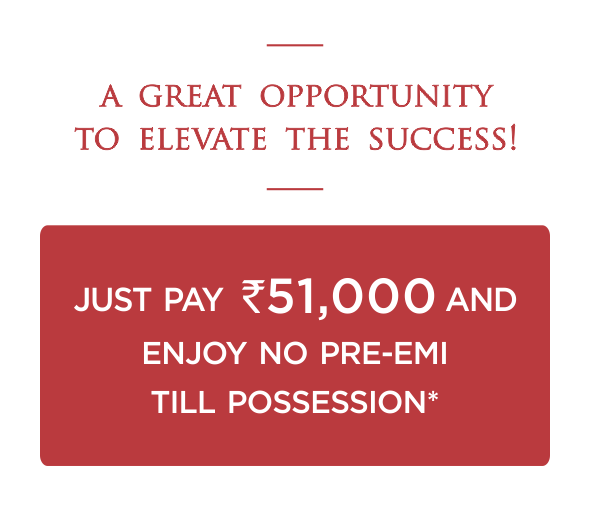 A GREAT OPPORTUNITY
TO ELEVATE THE SUCCESS!
JUST PAY ₹51,000 AND
ENJOY NO PRE-EMI
TILL POSSESSION*